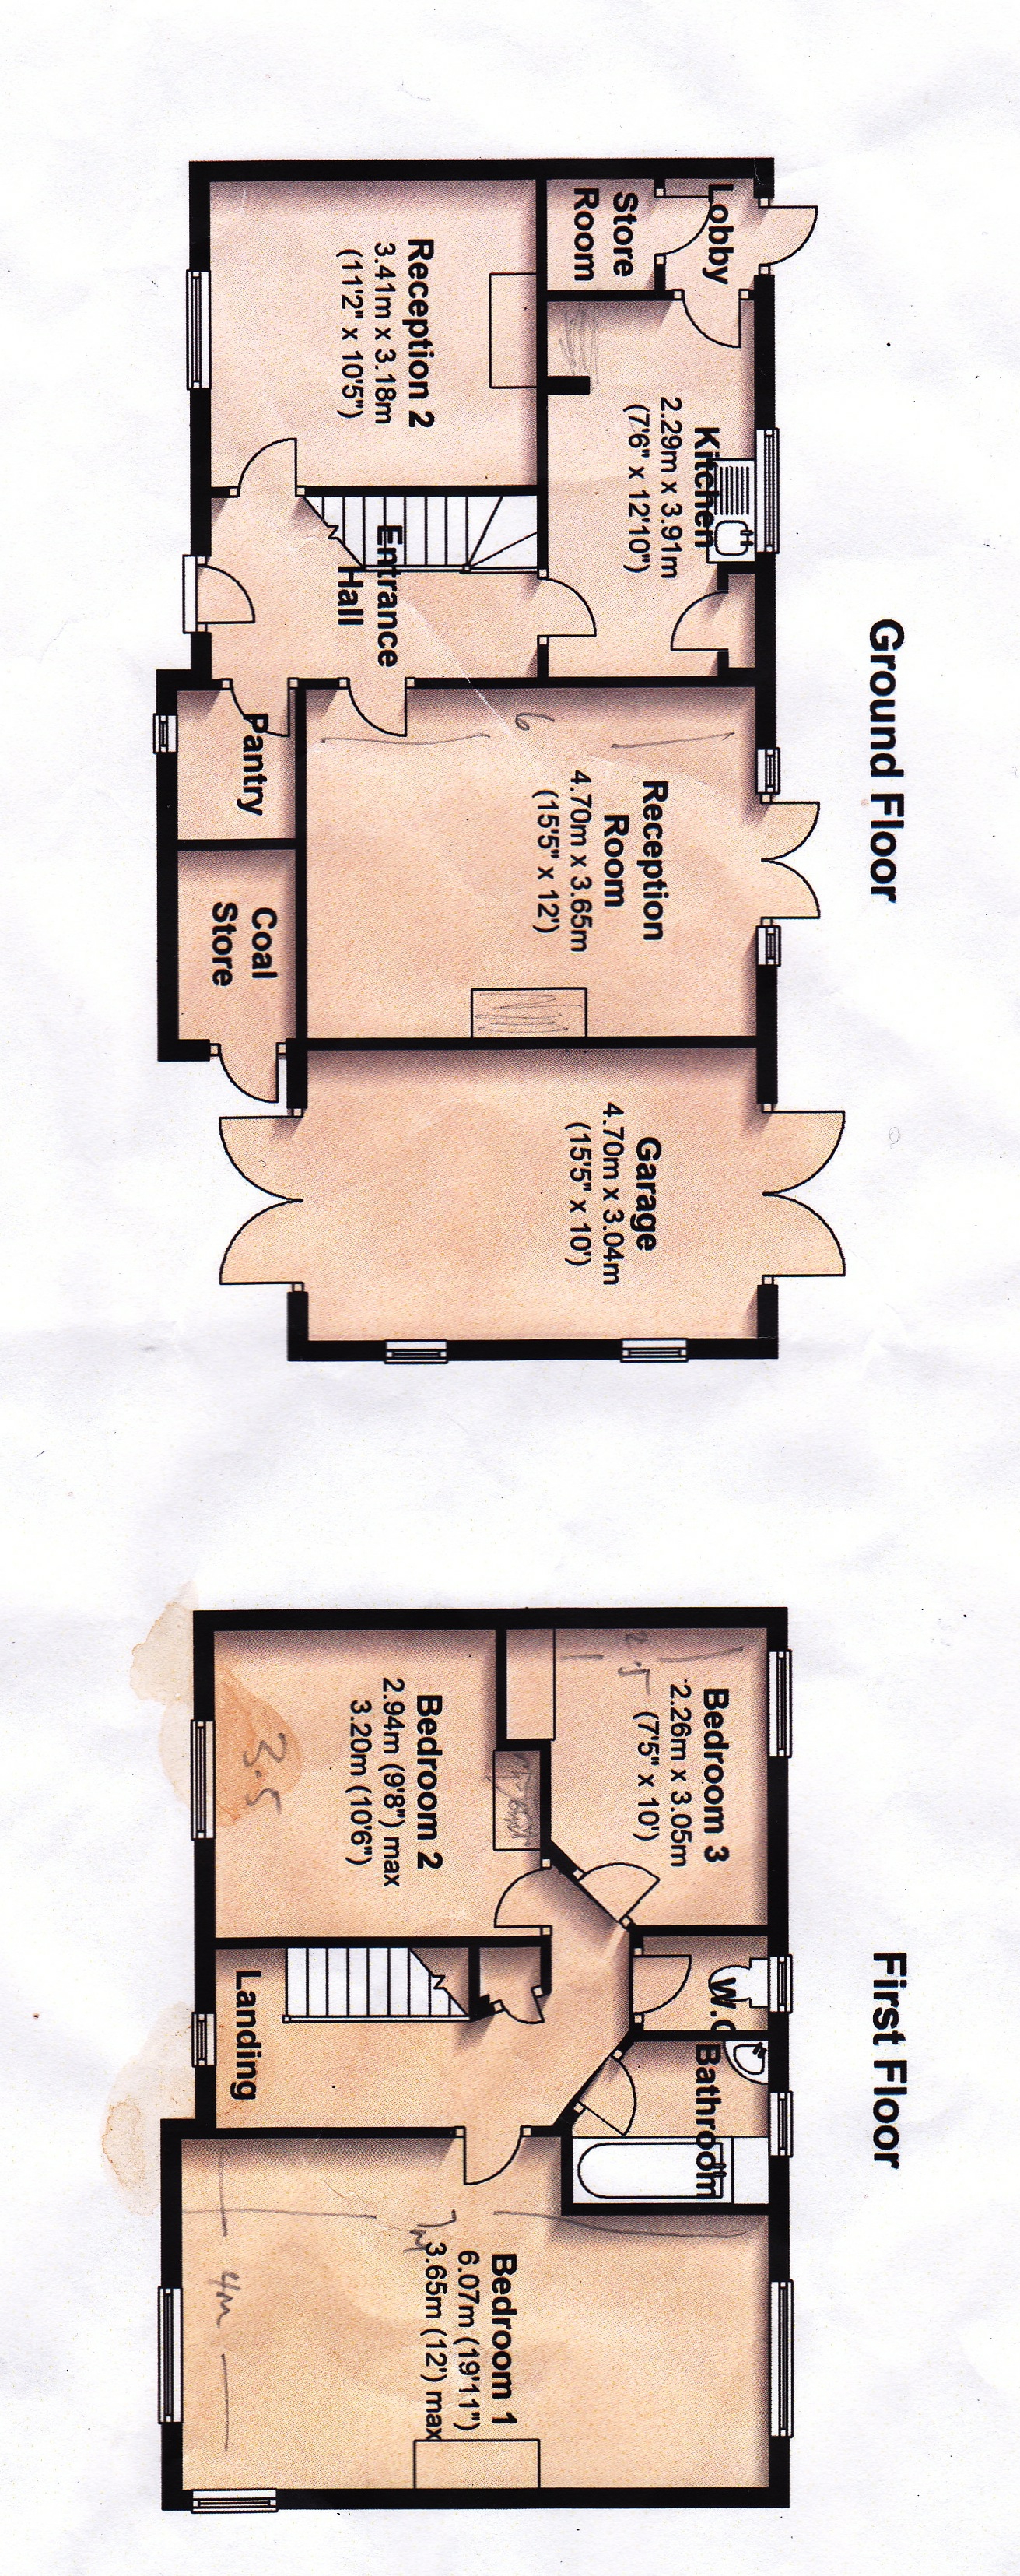 Ground Floor
Lobby
Store
Room
Kitchen
2.29m x 3.91m
(7'6" x 12'10")
Reception 2
3.41m x 3.18m
(11'2" x 10'5")
Entrance
Hall
6
Reception
Room
4.70m x 3.65m
(15'5" x 12')
Pantry
Coal
Store
Garage
4.70m x 3.04m
(15'5" x 10')
First Floor
Bedroom 3
2.26m x 3.05m
(7'5" x 10')
2.5
Bedroom 2
2.94m (9'8") max
3.20m (10'6")
3.5
W.C
Bathroom
Landing
Bedroom 1
6.07m (19'11")
3.65m (12') max
7m
4m